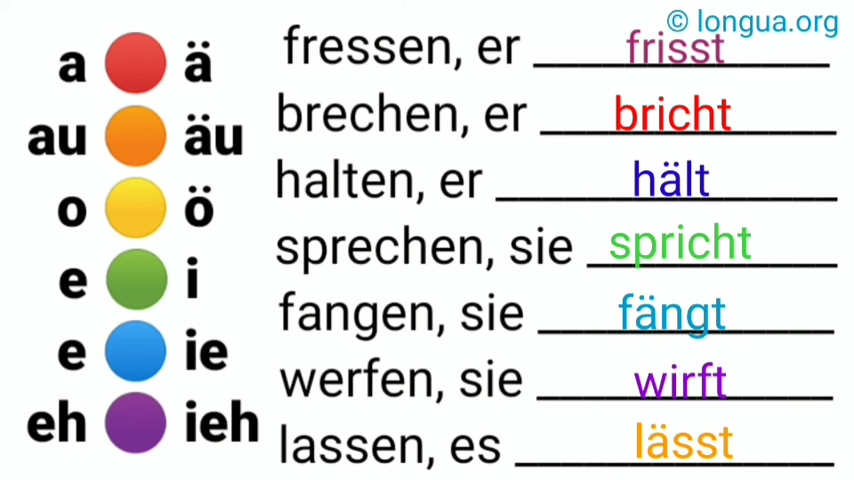 © longua.org
a ä
au äu
o ö
e i
e ie
eh ieh
fressen, er frisst
brechen, er bricht
halten, er hält
sprechen, sie spricht
fangen, sie fängt
werfen, sie wirft
lassen, es lässt